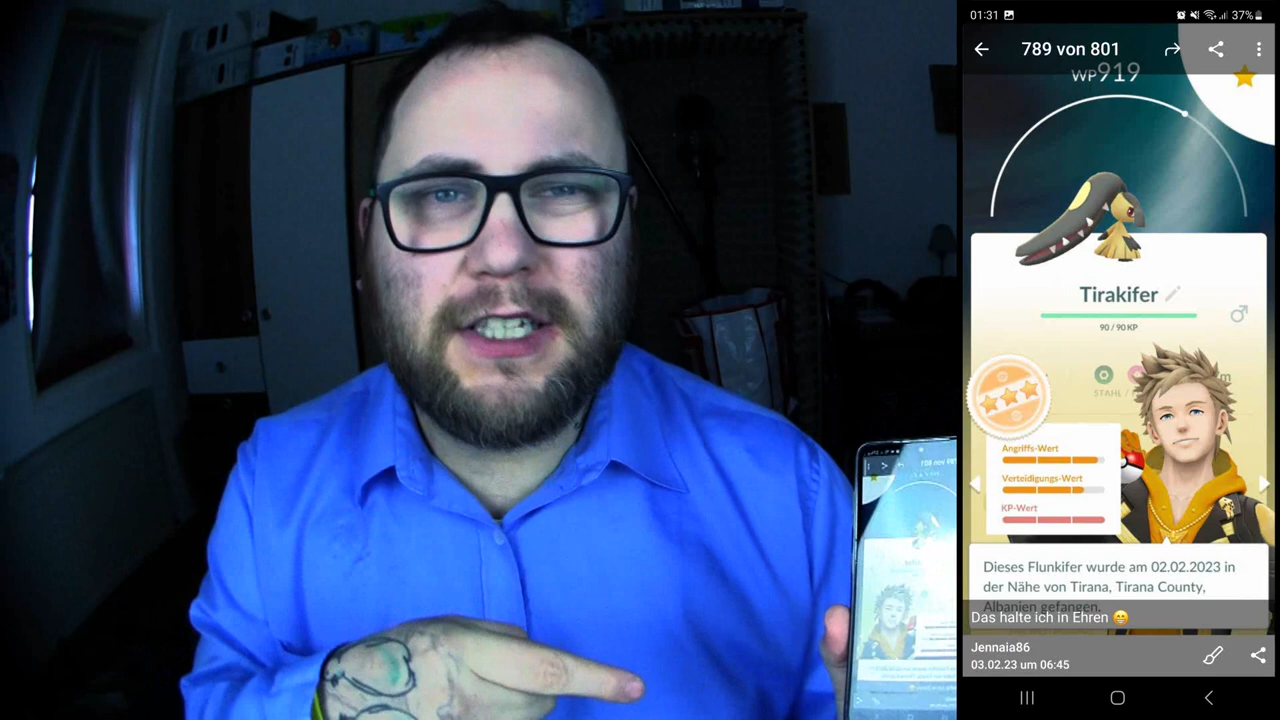 01:31
37%
789 von 801
WP919
Tirakifer
90 / 90 KP
STAHL /
Angriffs-Wert
Verteidigungs-Wert
KP-Wert
Dieses Flunkifer wurde am 02.02.2023 in
der Nähe von Tirana, Tirana County,
Albanien gefangen.
Das halte ich in Ehren 😁
Jennaia86
03.02.23 um 06:45